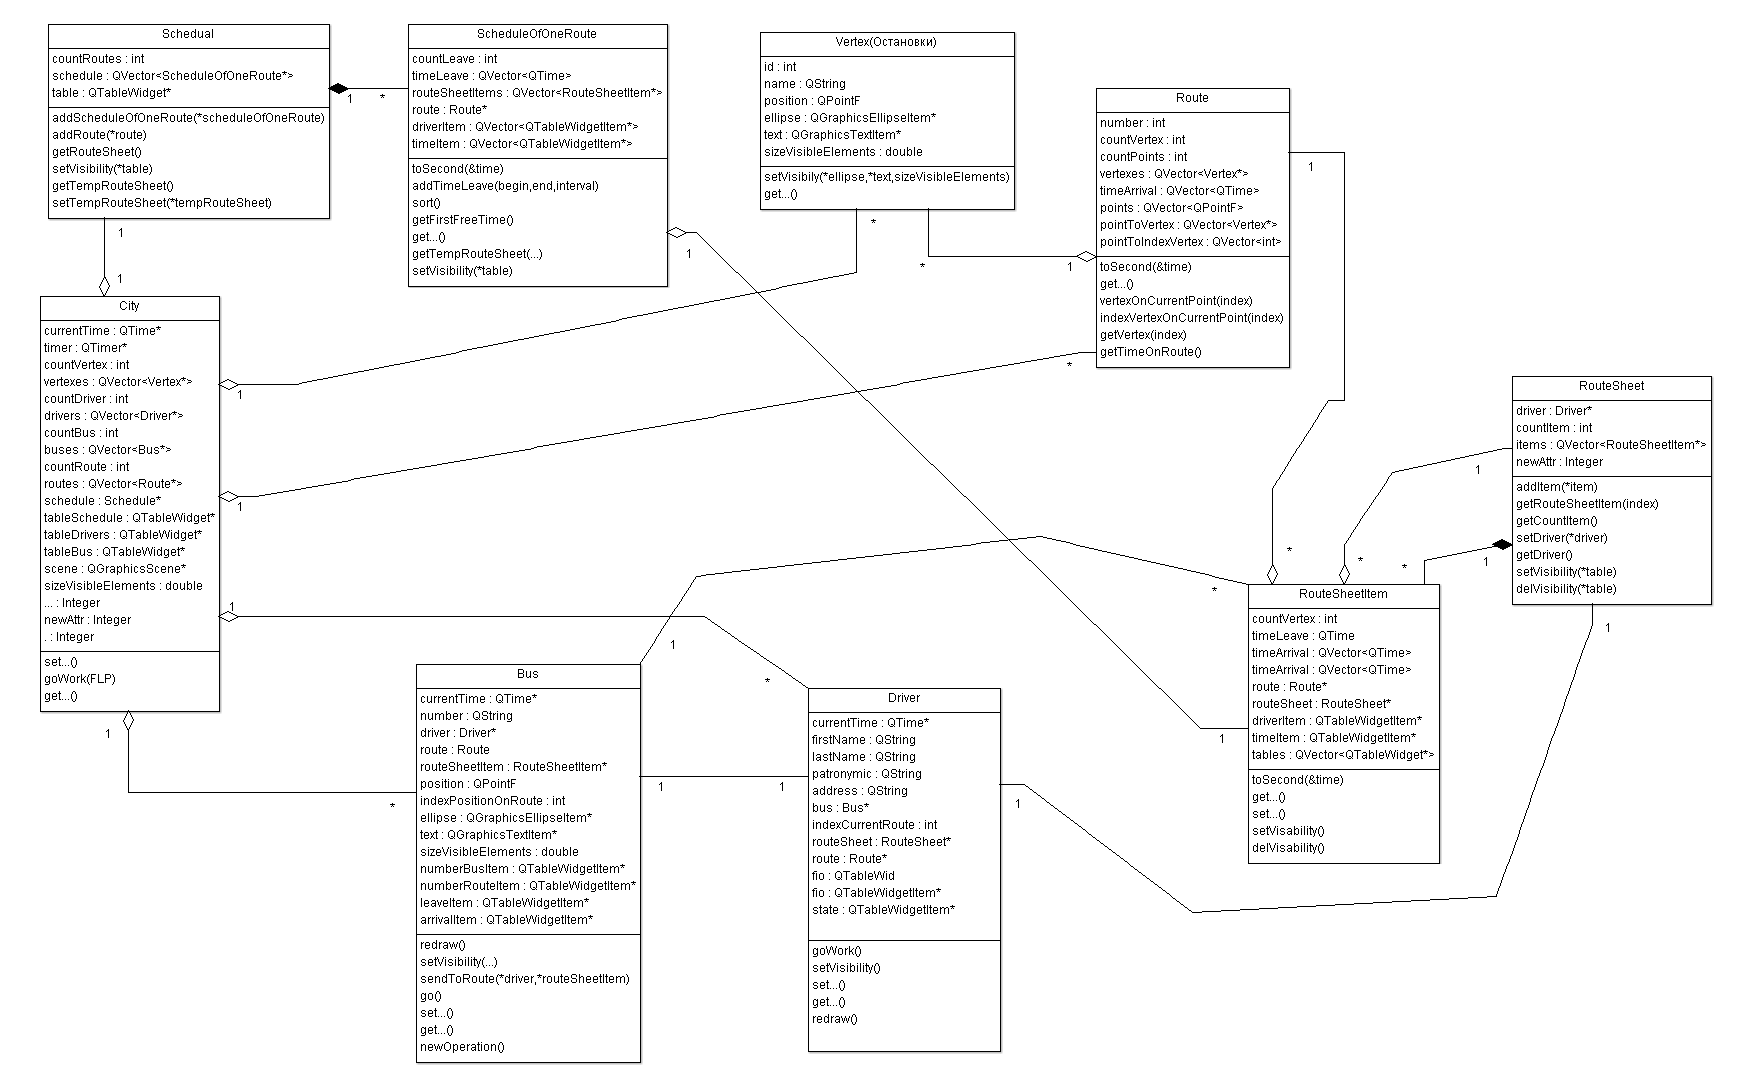 Schedual
countRoutes : int
schedule : QVector<ScheduleOfOneRoute*>
table : QTableWidget*
addScheduleOfOneRoute(*scheduleOfOneRoute)
addRoute(*route)
getRouteSheet()
setVisibility(*table)
getTempRouteSheet()
setTempRouteSheet(*tempRouteSheet)
1
*
1
1
ScheduleOfOneRoute
countLeave : int
timeLeave : QVector<QTime>
routeSheetItems : QVector<RouteSheetItem*>
route : Route*
driverItem : QVector<QTableWidgetItem*>
timeItem : QVector<QTableWidgetItem*>
toSecond(&time)
addTimeLeave(begin,end,interval)
sort()
getFirstFreeTime()
get...()
getTempRouteSheet(...)
setVisibility(*table)
1
Vertex(Остановки)
id : int
name : QString
position : QPointF
ellipse : QGraphicsEllipseItem*
text : QGraphicsTextItem*
sizeVisibleElements : double
setVisibily(*ellipse,*text,sizeVisibleElements)
get...()
*
*
1
Route
number : int
countVertex : int
countPoints : int
vertexes : QVector<Vertex*>
timeArrival : QVector<QTime>
points : QVector<QPointF>
pointToVertex : QVector<Vertex*>
pointToIndexVertex : QVector<int>
toSecond(&time)
get...()
vertexOnCurrentPoint(index)
indexVertexOnCurrentPoint(index)
getVertex(index)
getTimeOnRoute()
1
*
City
currentTime : QTime*
timer : QTimer*
countVertex : int
vertexes : QVector<Vertex*>
countDriver : int
drivers : QVector<Driver*>
countBus : int
buses : QVector<Bus*>
countRoute : int
routes : QVector<Route*>
schedule : Schedule*
tableSchedule : QTableWidget*
tableDrivers : QTableWidget*
tableBus : QTableWidget*
scene : QGraphicsScene*
sizeVisibleElements : double
... : Integer
newAttr : Integer
. : Integer
set...()
goWork(FLP)
get...()
1
1
1
1
*
*
RouteSheet
driver : Driver*
countItem : int
items : QVector<RouteSheetItem*>
newAttr : Integer
addItem(*item)
getRouteSheetItem(index)
getCountItem()
setDriver(*driver)
getDriver()
setVisibility(*table)
delVisibility(*table)
1
1
1
*
*
*
*
RouteSheetItem
countVertex : int
timeLeave : QTime
timeArrival : QVector<QTime>
timeArrival : QVector<QTime>
route : Route*
routeSheet : RouteSheet*
driverItem : QTableWidgetItem*
timeItem : QTableWidgetItem*
tables : QVector<QTableWidget*>
toSecond(&time)
get...()
set...()
setVisability()
delVisability()
1
Bus
currentTime : QTime*
number : QString
driver : Driver*
route : Route
routeSheetItem : RouteSheetItem*
position : QPointF
indexPositionOnRoute : int
ellipse : QGraphicsEllipseItem*
text : QGraphicsTextItem*
sizeVisibleElements : double
numberBusItem : QTableWidgetItem*
numberRouteItem : QTableWidgetItem*
leaveItem : QTableWidgetItem*
arrivalItem : QTableWidgetItem*
redraw()
setVisibility(...)
sendToRoute(*driver,*routeSheetItem)
go()
set...()
get...()
newOperation()
1
1
1
Driver
currentTime : QTime*
firstName : QString
lastName : QString
patronymic : QString
address : QString
bus : Bus*
indexCurrentRoute : int
routeSheet : RouteSheet*
route : Route*
fio : QTableWid
fio : QTableWidgetItem*
state : QTableWidgetItem*
goWork()
setVisibility()
set...()
get...()
redraw()
1